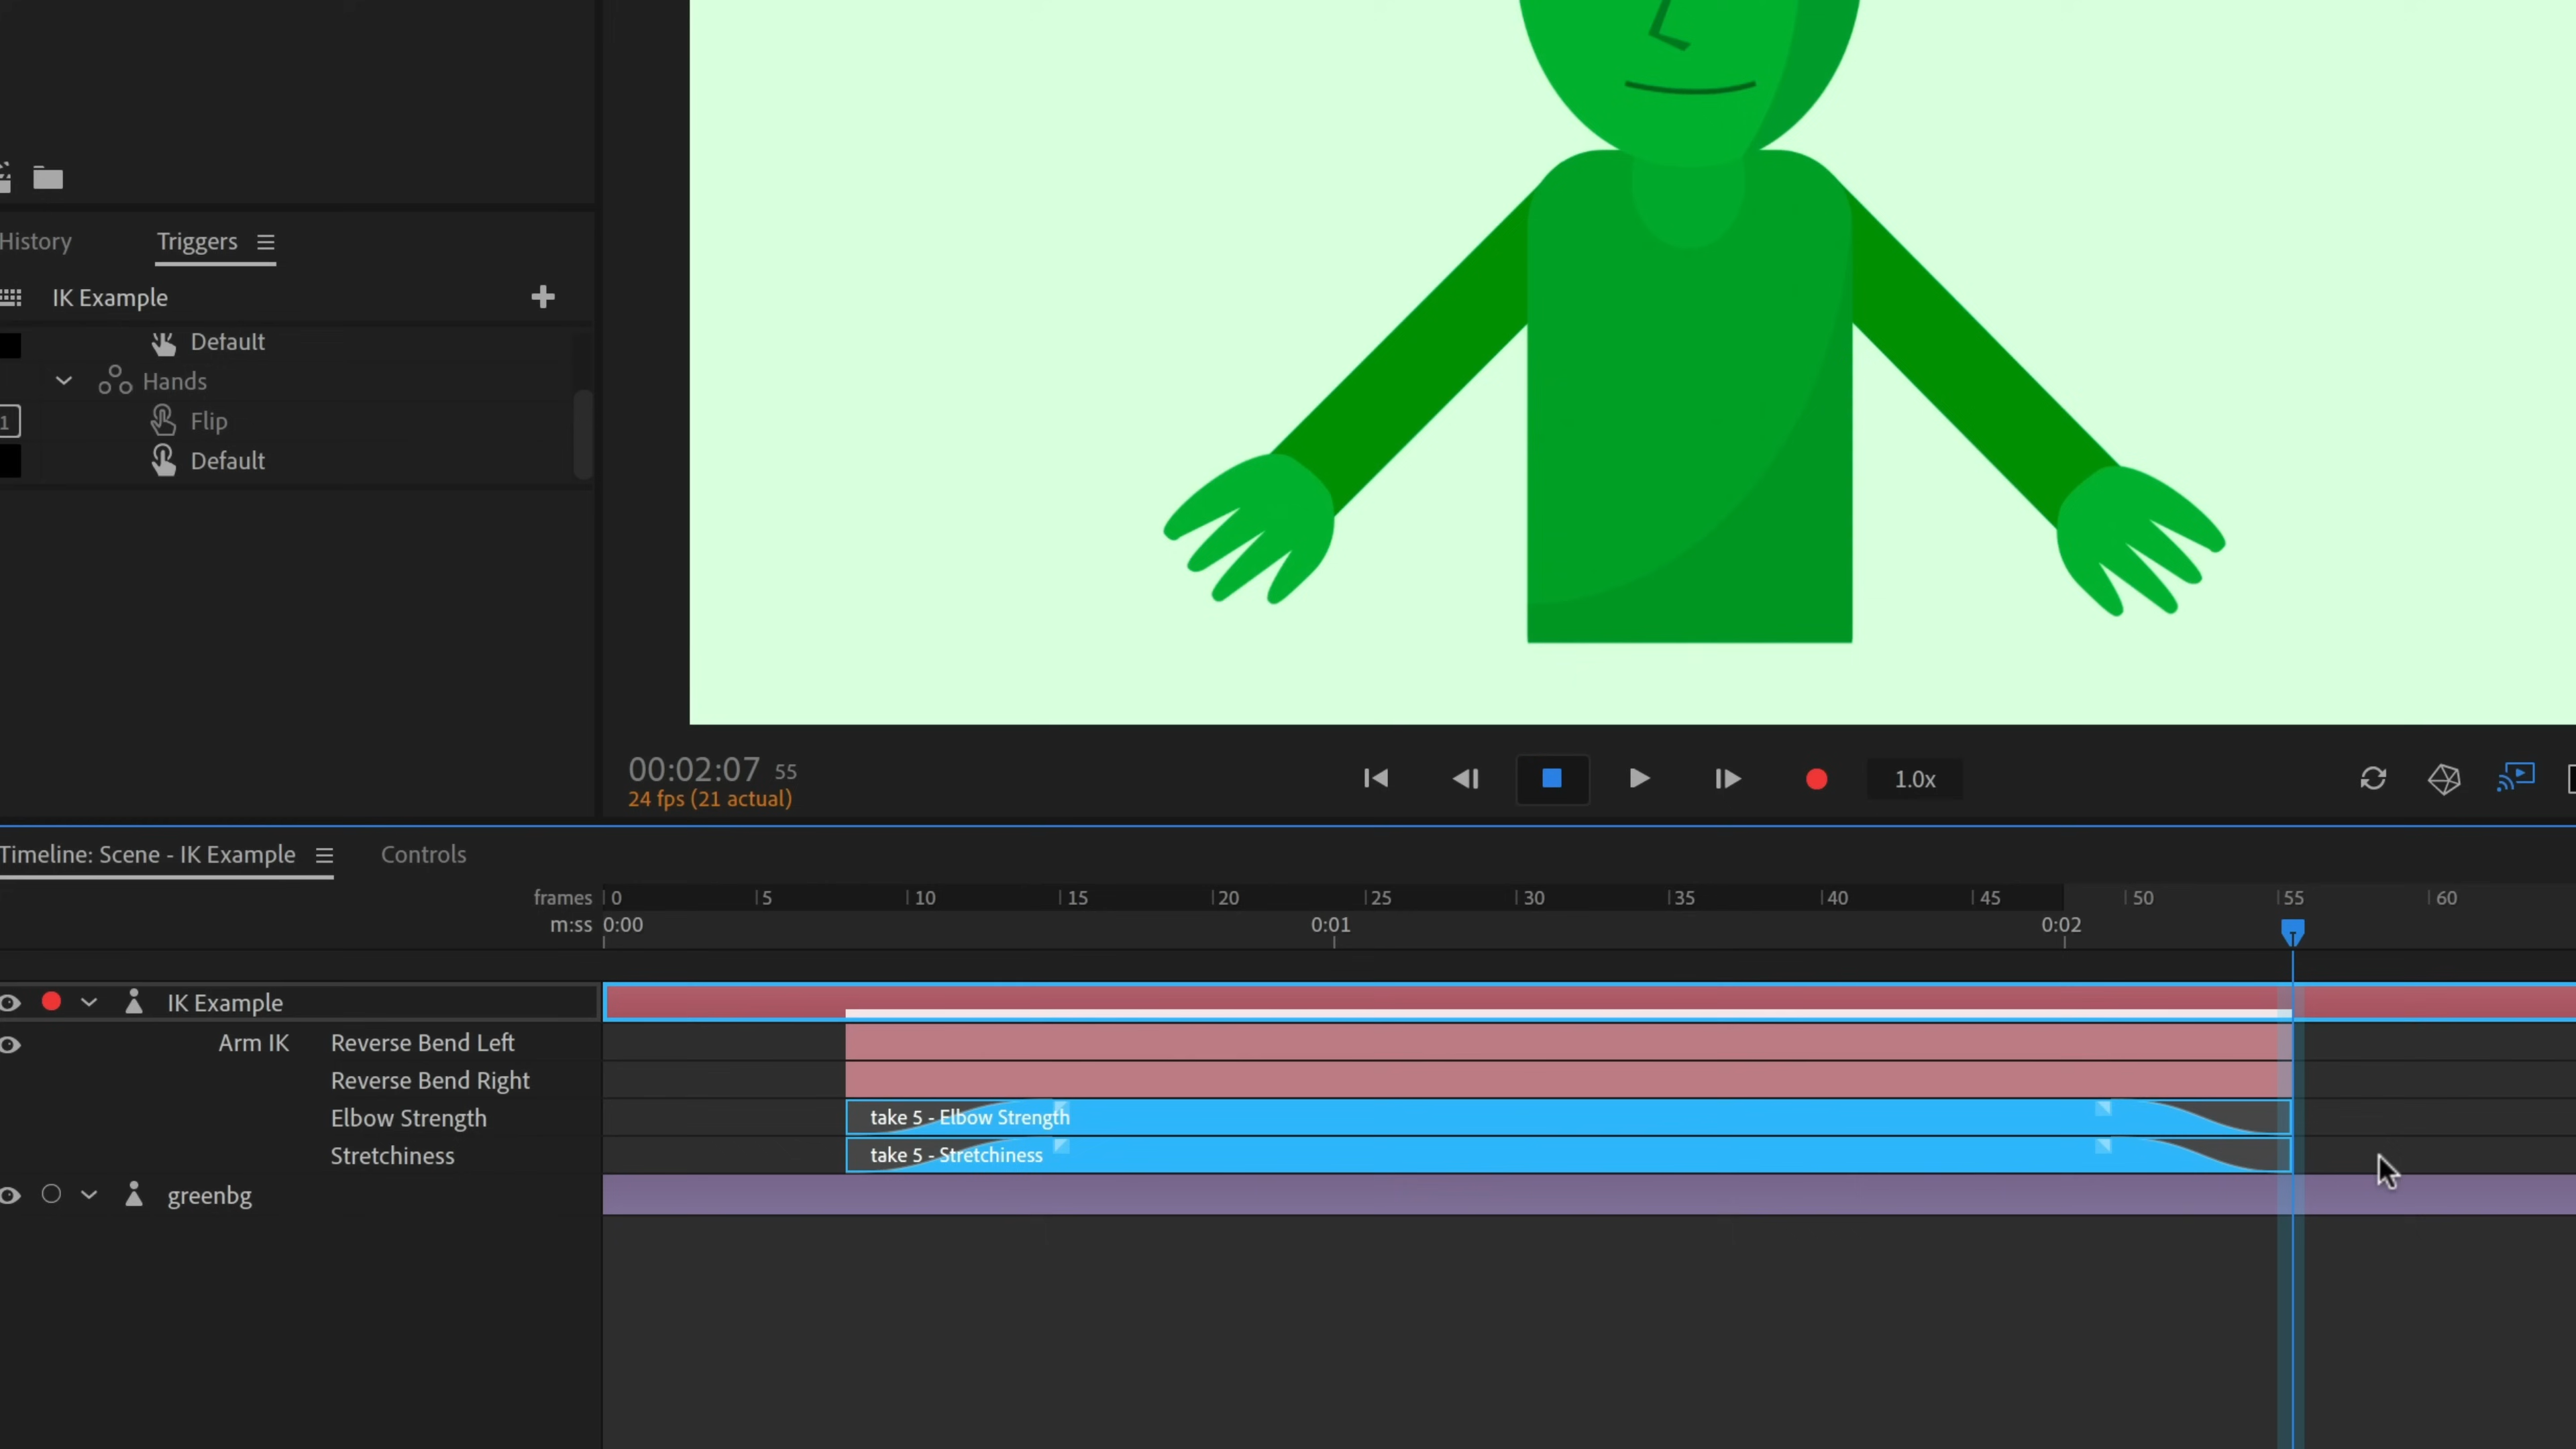 History Triggers
IK Example
Default
Hands
1 Flip
Default
00:02:07 55
24 fps (21 actual)
1.0x
Timeline: Scene - IK Example Controls
frames 0 5 10 15 20 25 30 35 40 45 50 55 60
m:ss 0:00 0:01 0:02
IK Example
Arm IK Reverse Bend Left
Reverse Bend Right
Elbow Strength take 5 - Elbow Strength
Stretchiness take 5 - Stretchiness
greenbg